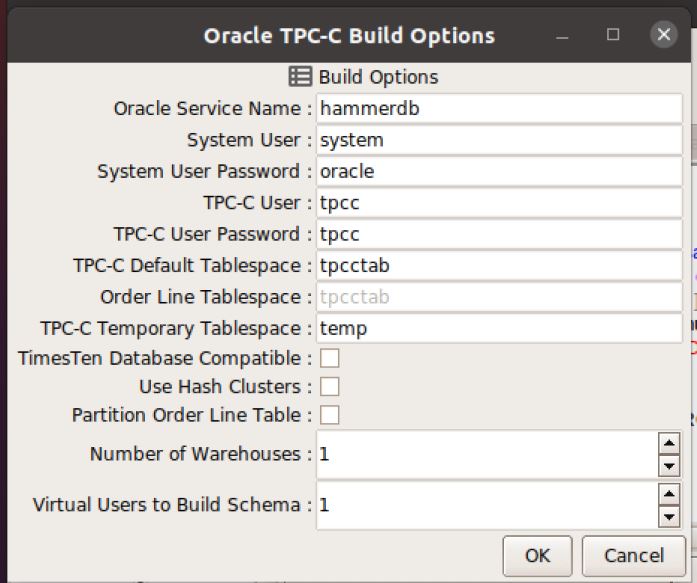 Oracle TPC-C Build Options
Build Options
Oracle Service Name : hammerdb
System User : system
System User Password : oracle
TPC-C User : tpcc
TPC-C User Password : tpcc
TPC-C Default Tablespace : tpcctab
Order Line Tablespace : tpcctab
TPC-C Temporary Tablespace : temp
TimesTen Database Compatible :
Use Hash Clusters :
Partition Order Line Table :
Number of Warehouses : 1
Virtual Users to Build Schema : 1
OK Cancel